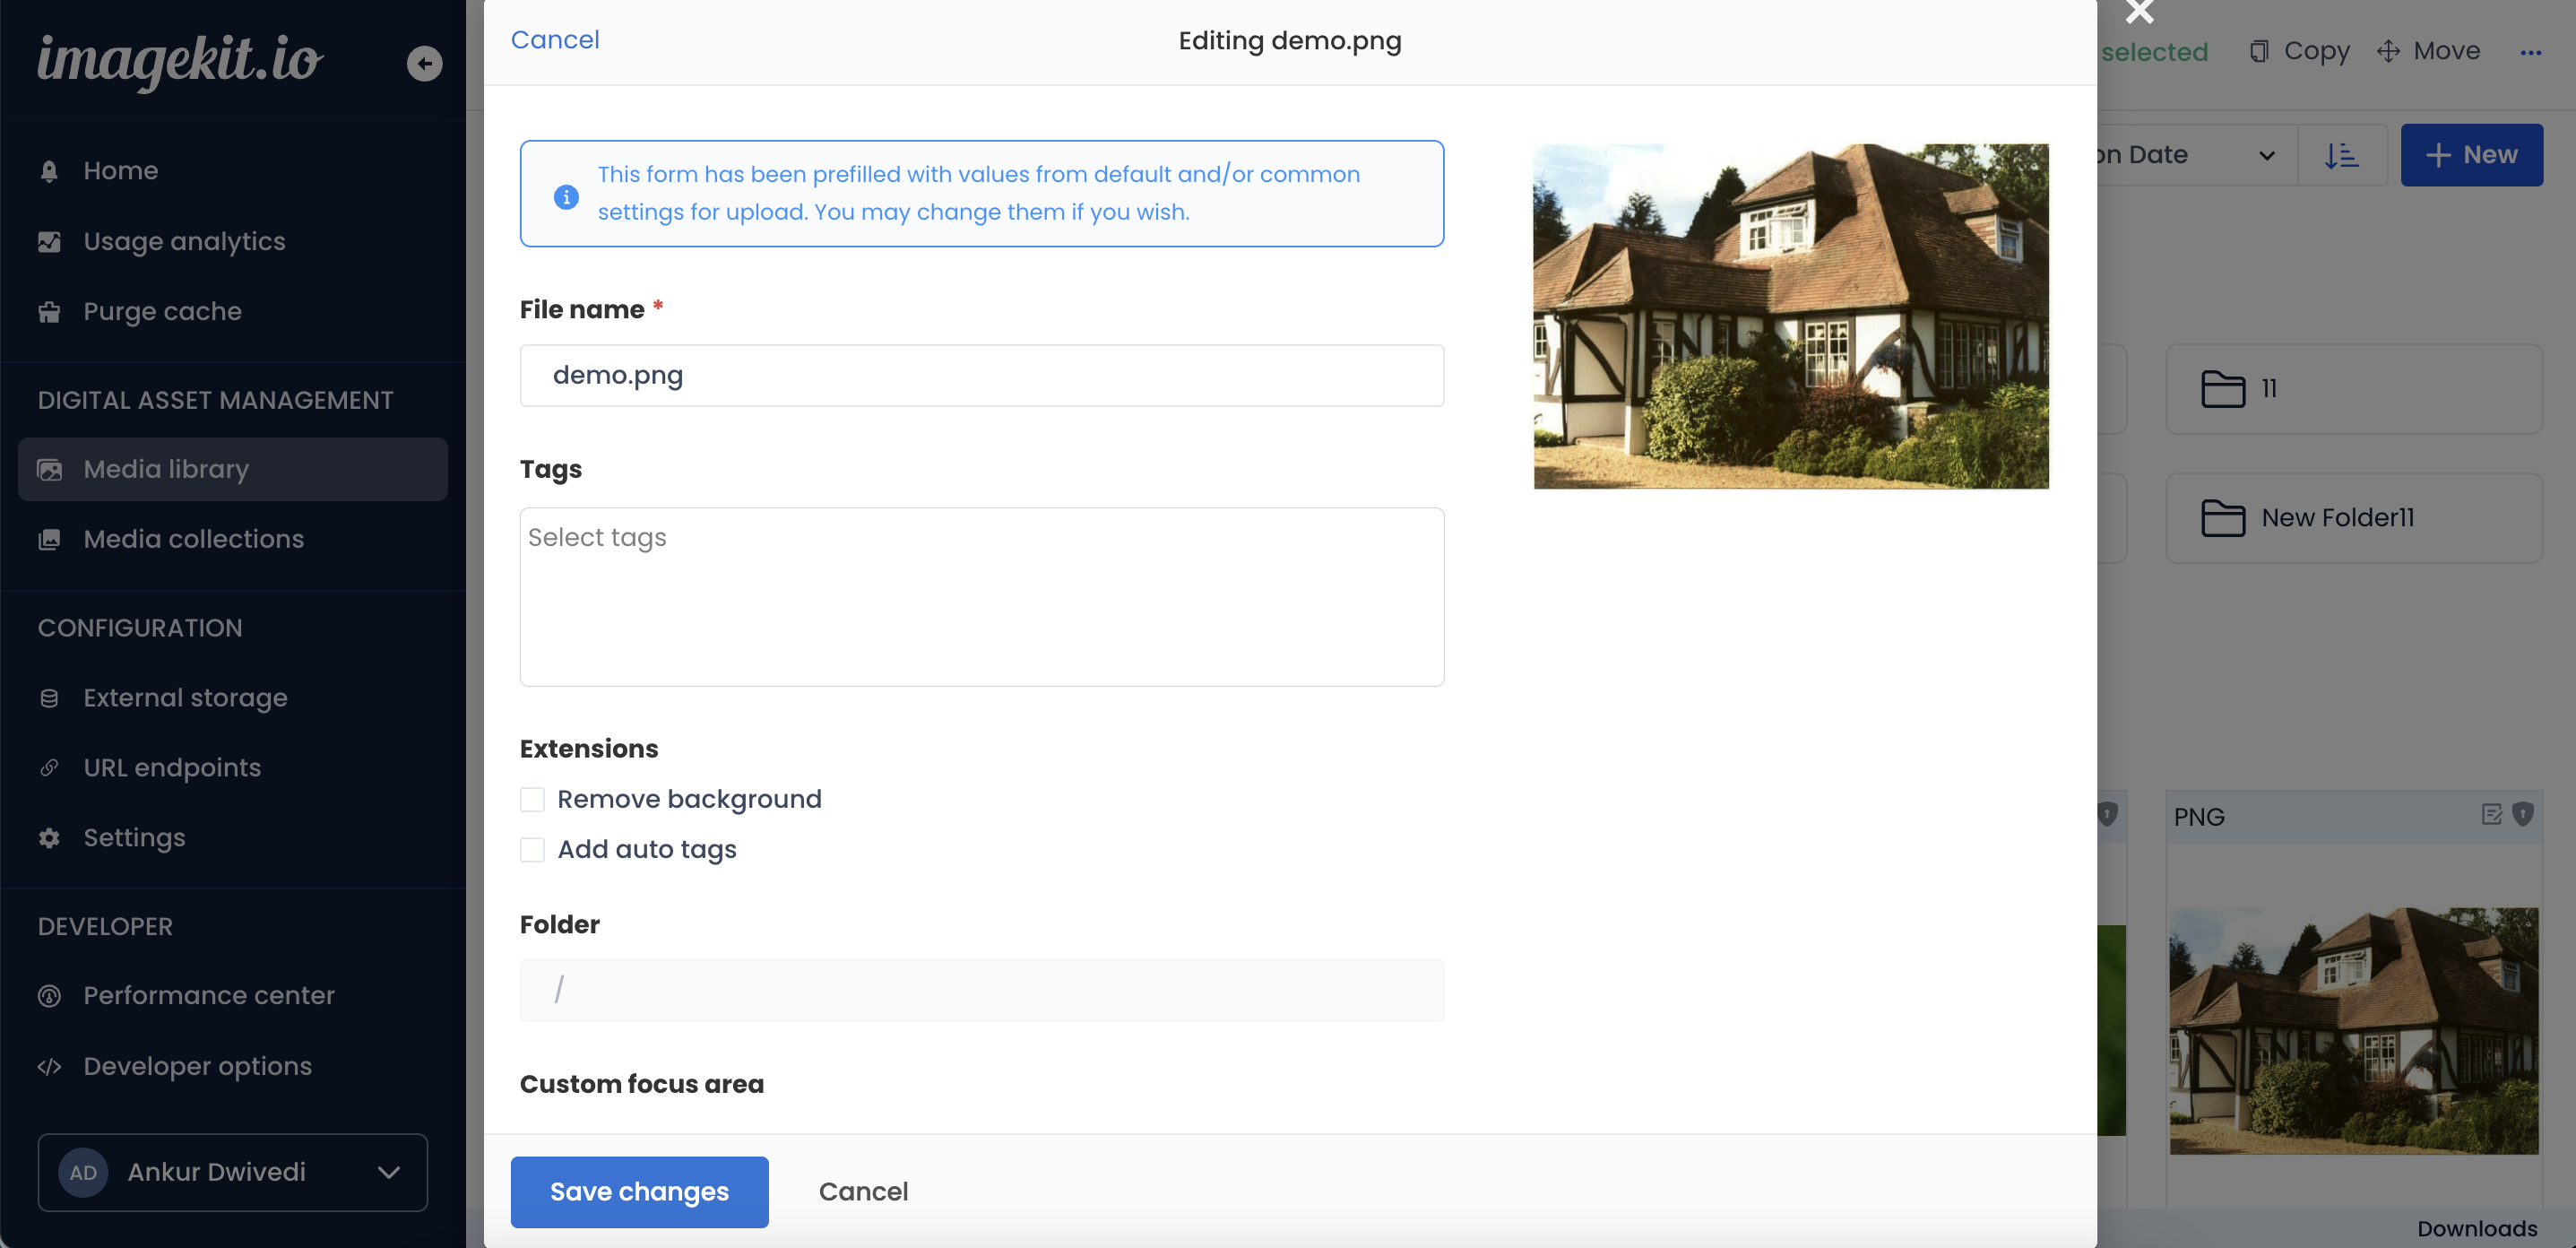 imagekit.io
Home
Usage analytics
Purge cache
DIGITAL ASSET MANAGEMENT
Media library
Media collections
CONFIGURATION
External storage
URL endpoints
Settings
DEVELOPER
Performance center
Developer options
AD Ankur Dwivedi
Cancel
Editing demo.png
This form has been prefilled with values from default and/or common
settings for upload. You may change them if you wish.
File name *
demo.png
Tags
Select tags
Extensions
Remove background
Add auto tags
Folder
/
Custom focus area
Save changes
Cancel
selected
Copy
Move
on Date
New
11
New Folder11
PNG
Downloads